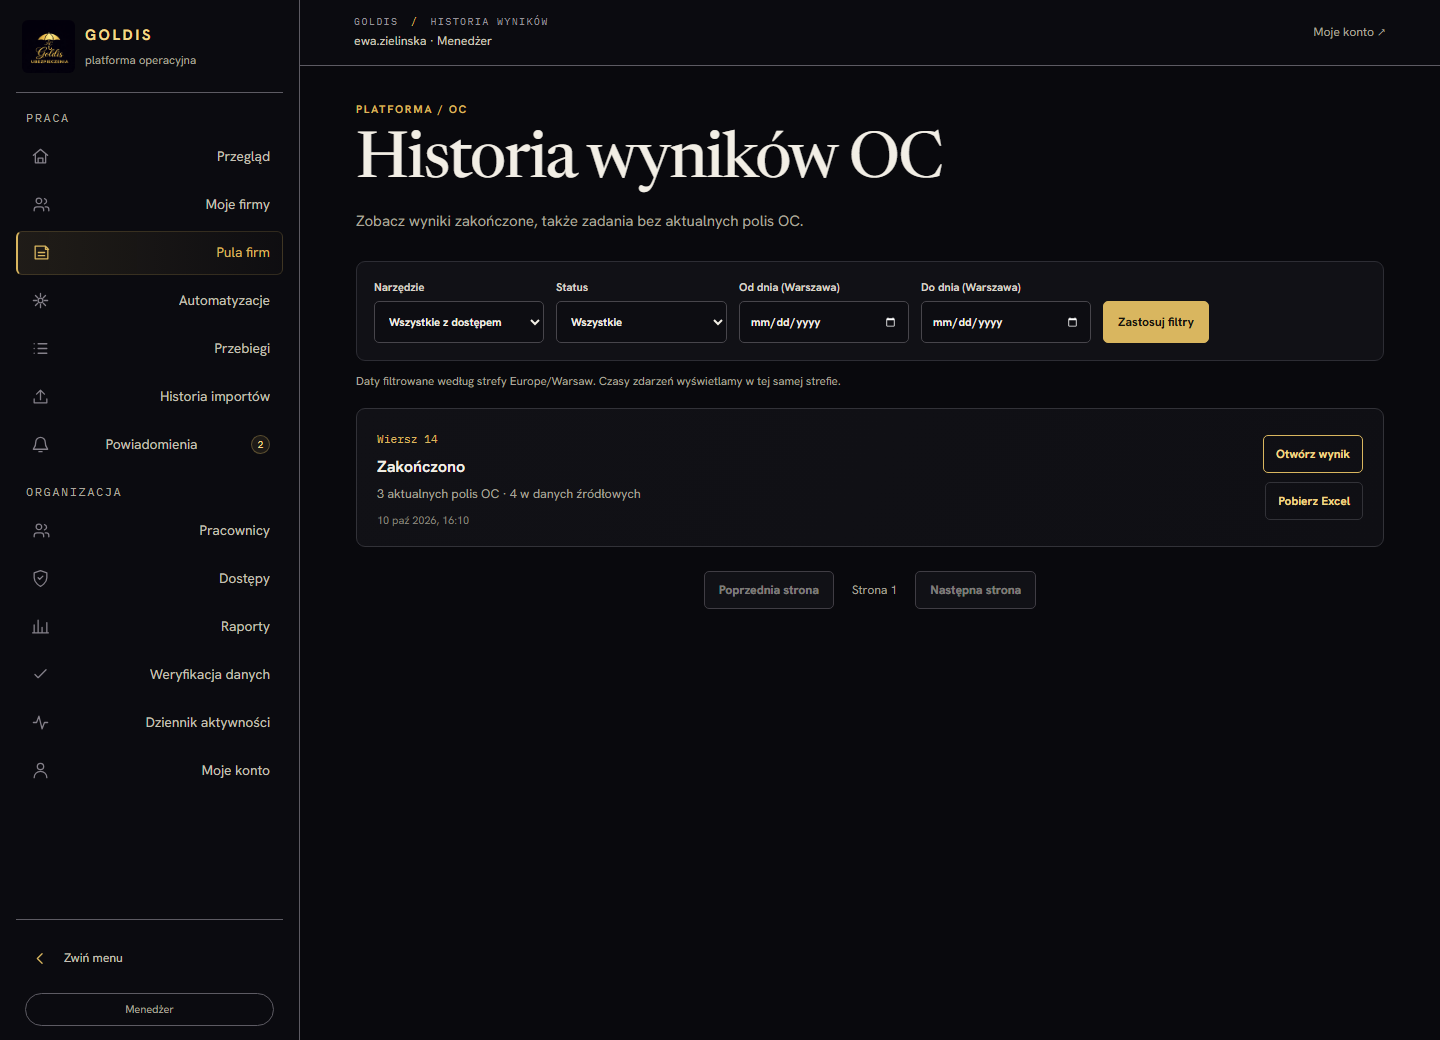 Goldis
UBEZPIECZENIA
GOLDIS
platforma operacyjna
PRACA
Przegląd
Moje firmy
Pula firm
Automatyzacje
Przebiegi
Historia importów
Powiadomienia 2
ORGANIZACJA
Pracownicy
Dostępy
Raporty
Weryfikacja danych
Dziennik aktywności
Moje konto
Zwiń menu
Menedżer
GOLDIS / HISTORIA WYNIKÓW
ewa.zielinska · Menedżer
Moje konto ↗
PLATFORMA / OC
Historia wyników OC
Zobacz wyniki zakończone, także zadania bez aktualnych polis OC.
Narzędzie Status Od dnia (Warszawa) Do dnia (Warszawa)
Wszystkie z dostępem Wszystkie mm/dd/yyyy mm/dd/yyyy Zastosuj filtry
Daty filtrowane według strefy Europe/Warsaw. Czasy zdarzeń wyświetlamy w tej samej strefie.
Wiersz 14
Zakończono
3 aktualnych polis OC · 4 w danych źródłowych
10 paź 2026, 16:10
Otwórz wynik
Pobierz Excel
Poprzednia strona Strona 1 Następna strona